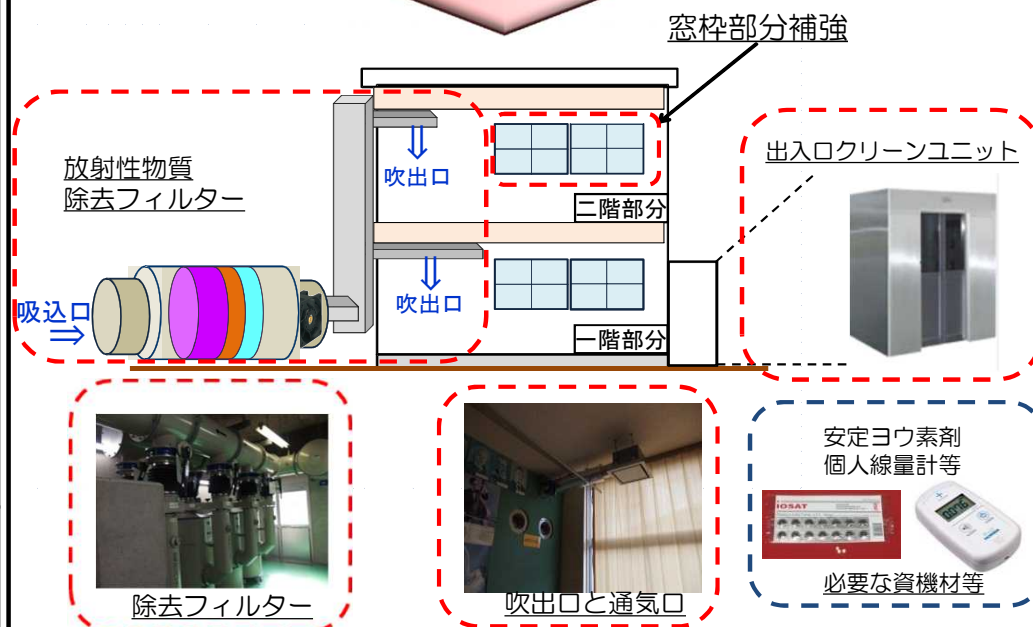 窓枠部分補強
放射性物質
除去フィルター
吹出口
二階部分
出入口クリーンユニット
吸込口
吹出口
一階部分
安定ヨウ素剤
個人線量計等
IOSAT
除去フィルター
吹出口と通気口
必要な資機材等